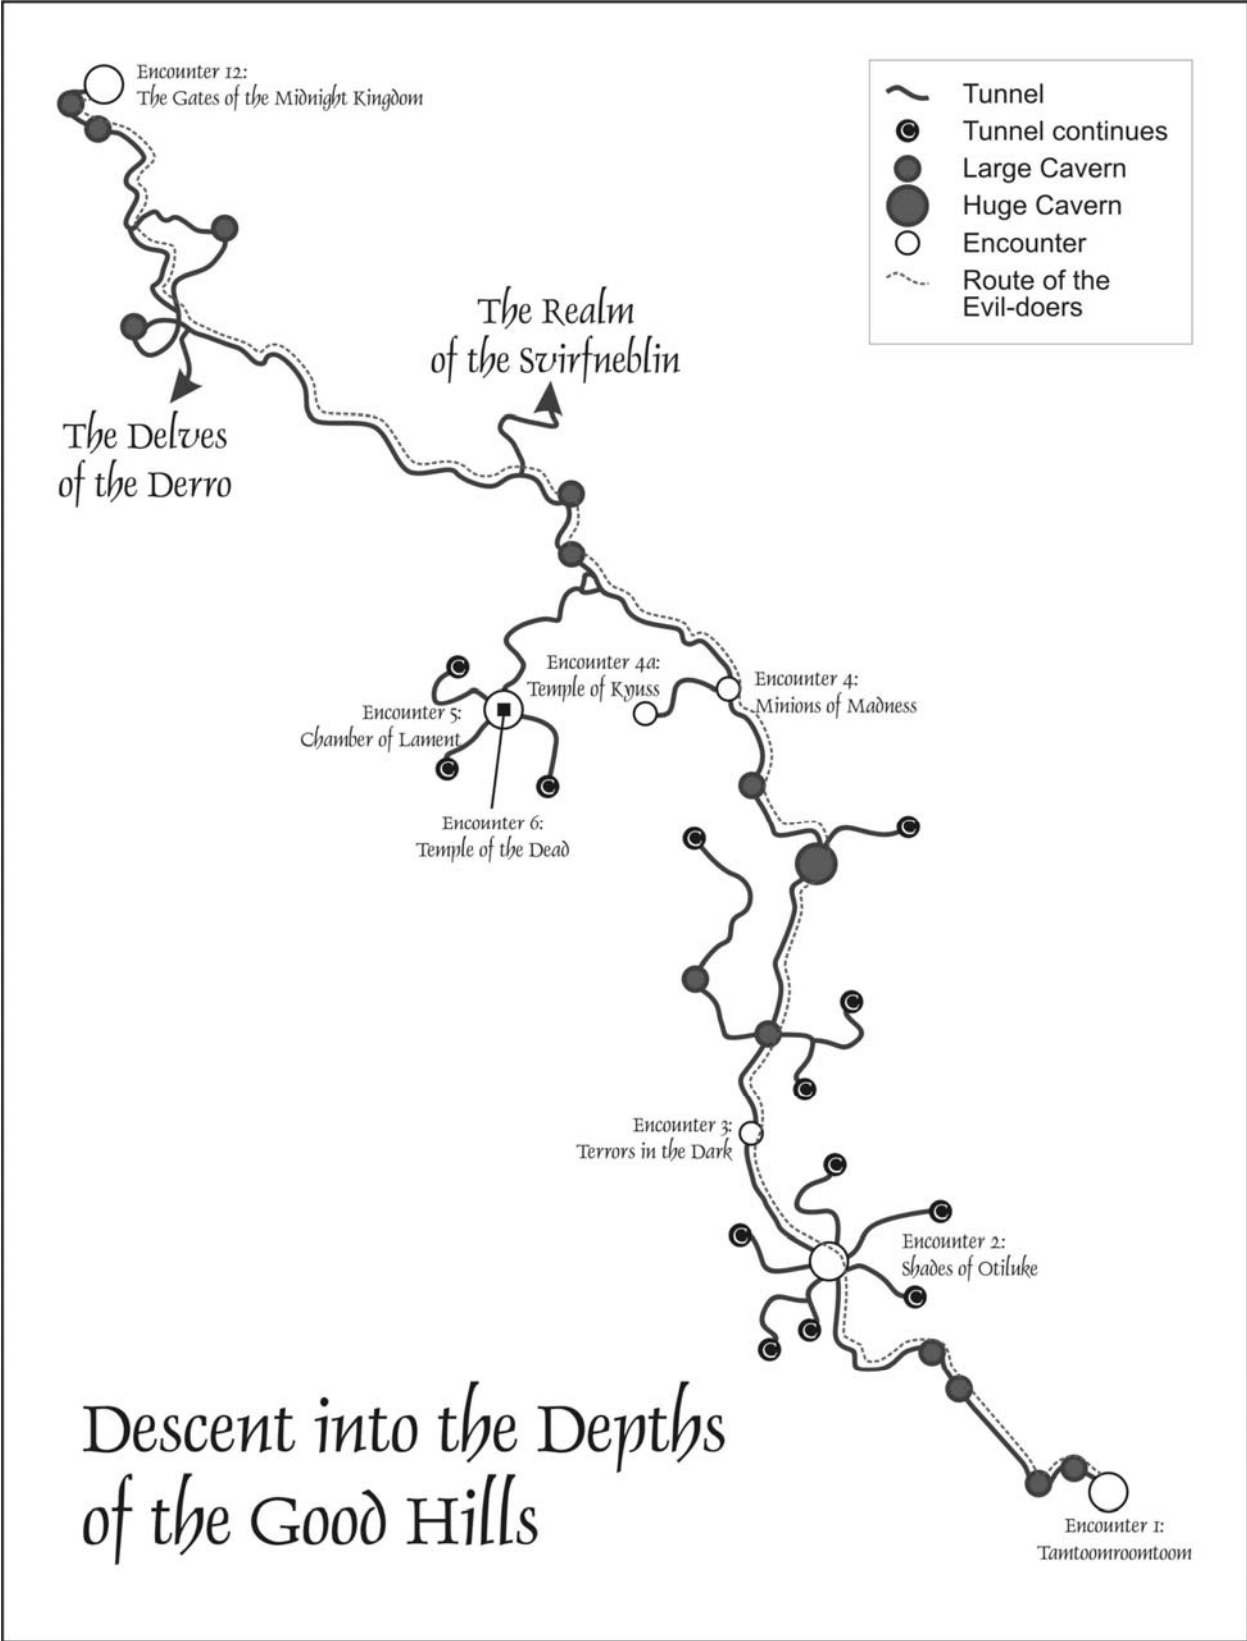 Encounter 12:
The Gates of the Midnight Kingdom
Tunnel
C Tunnel continues
Large Cavern
Huge Cavern
Encounter
Route of the
Evil-doers
The Realm
of the Svirfneblin
The Delves
of the Derro
Encounter 4a:
Temple of Kyuss
Encounter 4:
Minions of Madness
C
Encounter 5:
Chamber of Lament
C
C
Encounter 6:
Temple of the Dead
C
C
C
C
Encounter 3:
Terrors in the Dark
C
C
C
Encounter 2:
Shades of Otiluke
C
C
C
Descent into the Depths
of the Good Hills
Encounter 1:
Tamtoomroomtoom